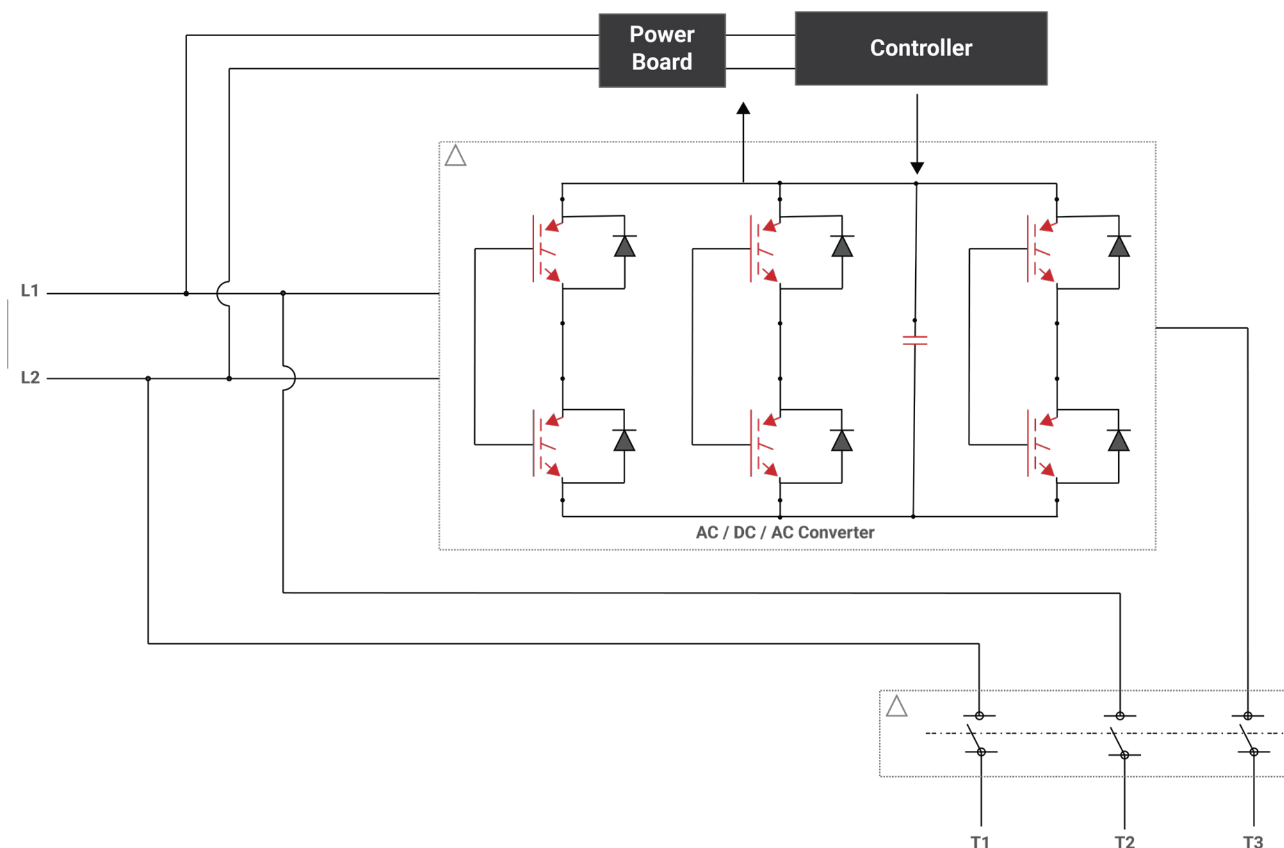 Power
Board
Controller
L1
L2
AC / DC / AC Converter
T1
T2
T3